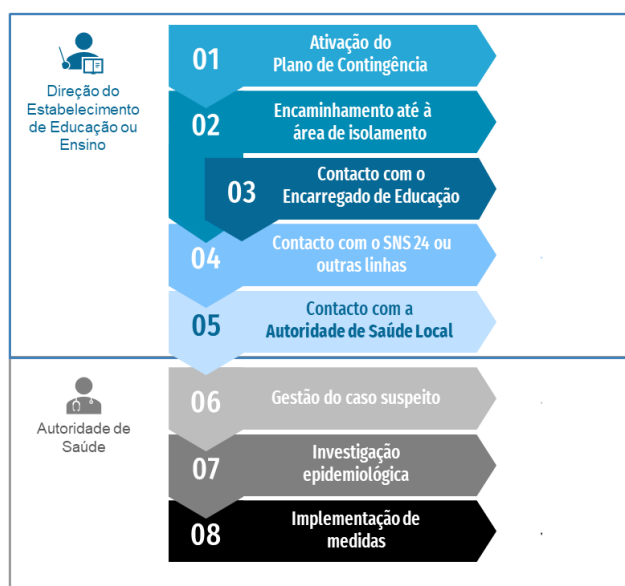 Direção do
Estabelecimento
de Educação ou
Ensino
01
Ativação do
Plano de Contingência
02
Encaminhamento até à
área de isolamento
03
Contacto com o
Encarregado de Educação
04
Contacto com o SNS 24 ou
outras linhas
05
Contacto com a
Autoridade de Saúde Local
Autoridade de
Saúde
06
Gestão do caso suspeito
07
Investigação
epidemiológica
08
Implementação de
medidas